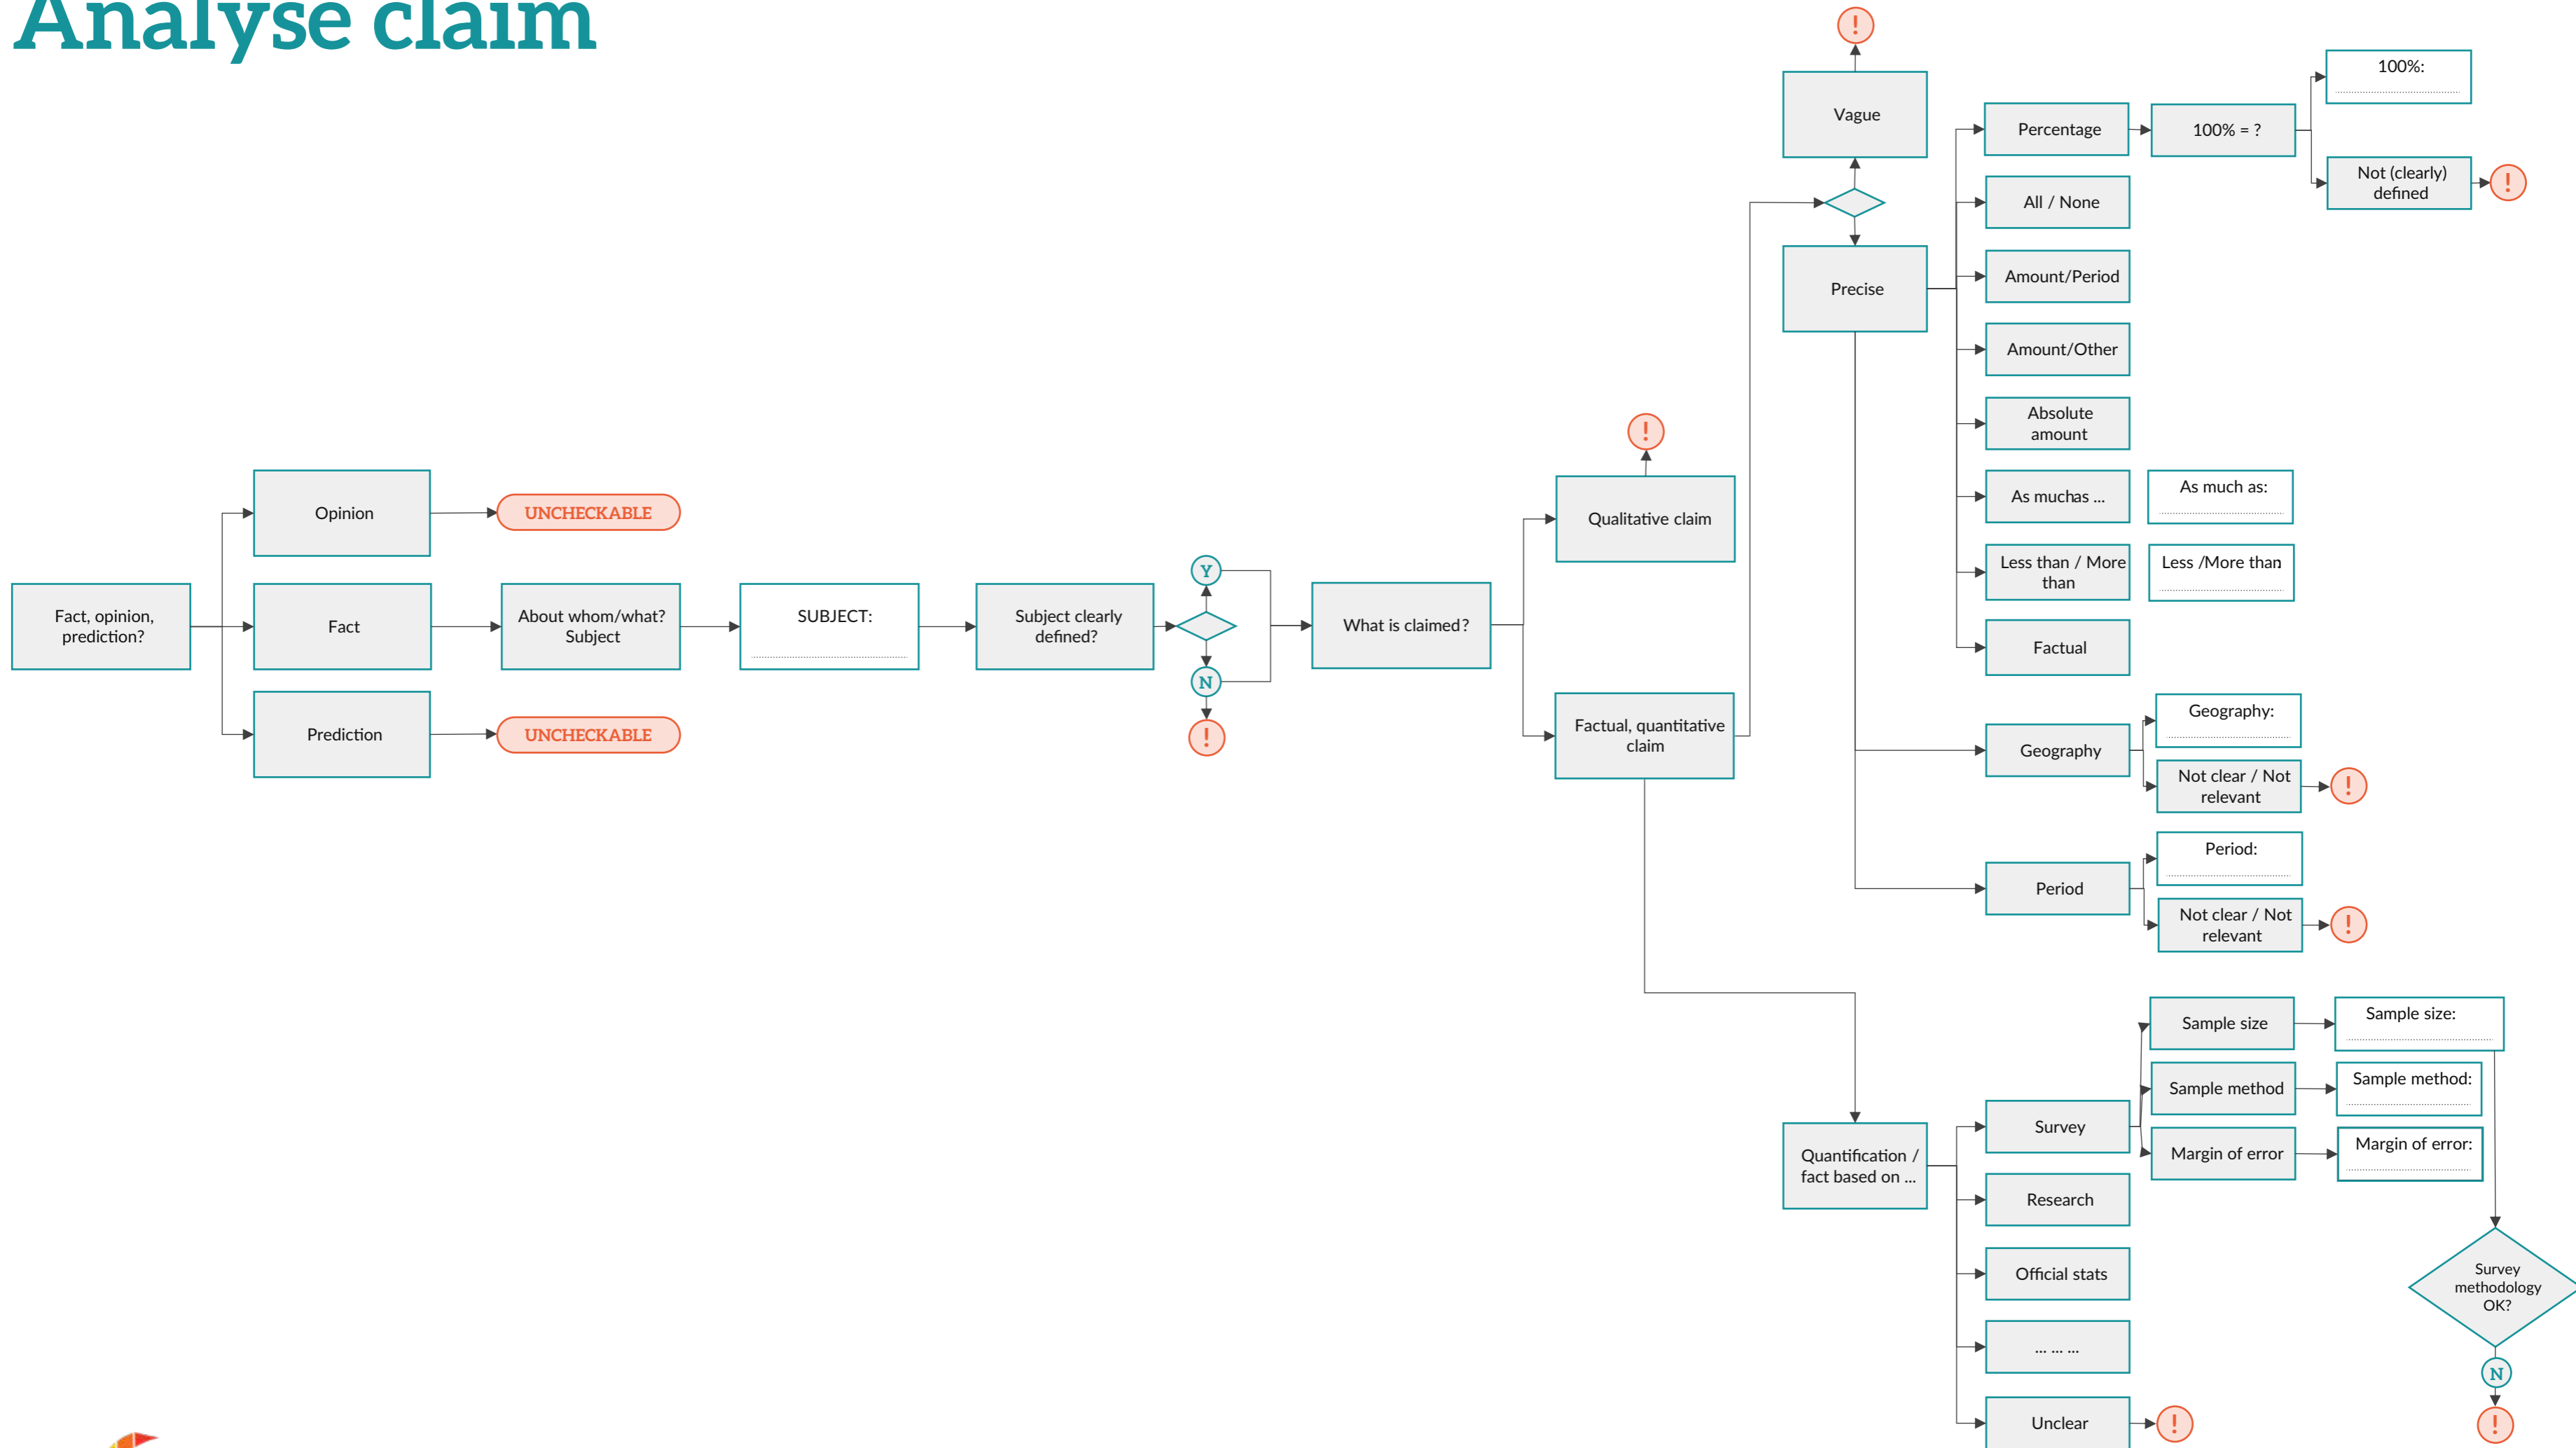 Analyse claim
Fact, opinion,
prediction?
Opinion
UNCHECKABLE
Fact
Prediction
UNCHECKABLE
About whom/what?
Subject
SUBJECT:
Subject clearly
defined?
Y
N
!
What is claimed?
!
Qualitative claim
Factual, quantitative
claim
!
Vague
Precise
Percentage
100% = ?
100%:
Not (clearly)
defined
!
All / None
Amount/Period
Amount/Other
Absolute
amount
As muchas ...
As much as:
Less than / More
than
Less /More than:
Factual
Geography
Geography:
Not clear / Not
relevant
!
Period
Period:
Not clear / Not
relevant
!
Quantification /
fact based on ...
Survey
Sample size
Sample size:
Sample method
Sample method:
Margin of error
Margin of error:
Research
Official stats
... ... ...
Unclear
!
Survey
methodology
OK?
N
!